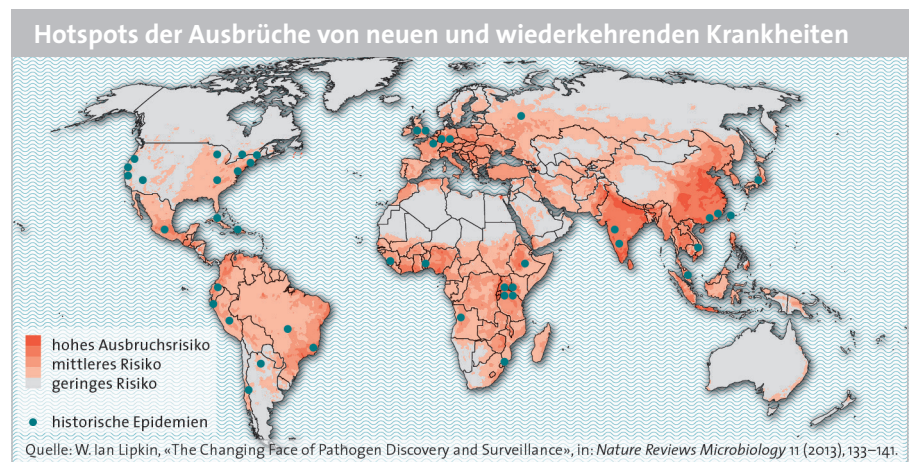 Hotspots der Ausbrüche von neuen und wiederkehrenden Krankheiten
hohes Ausbruchsrisiko
mittleres Risiko
geringes Risiko
historische Epidemien
Quelle: W. Ian Lipkin, «The Changing Face of Pathogen Discovery and Surveillance», in: Nature Reviews Microbiology 11 (2013), 133–141.